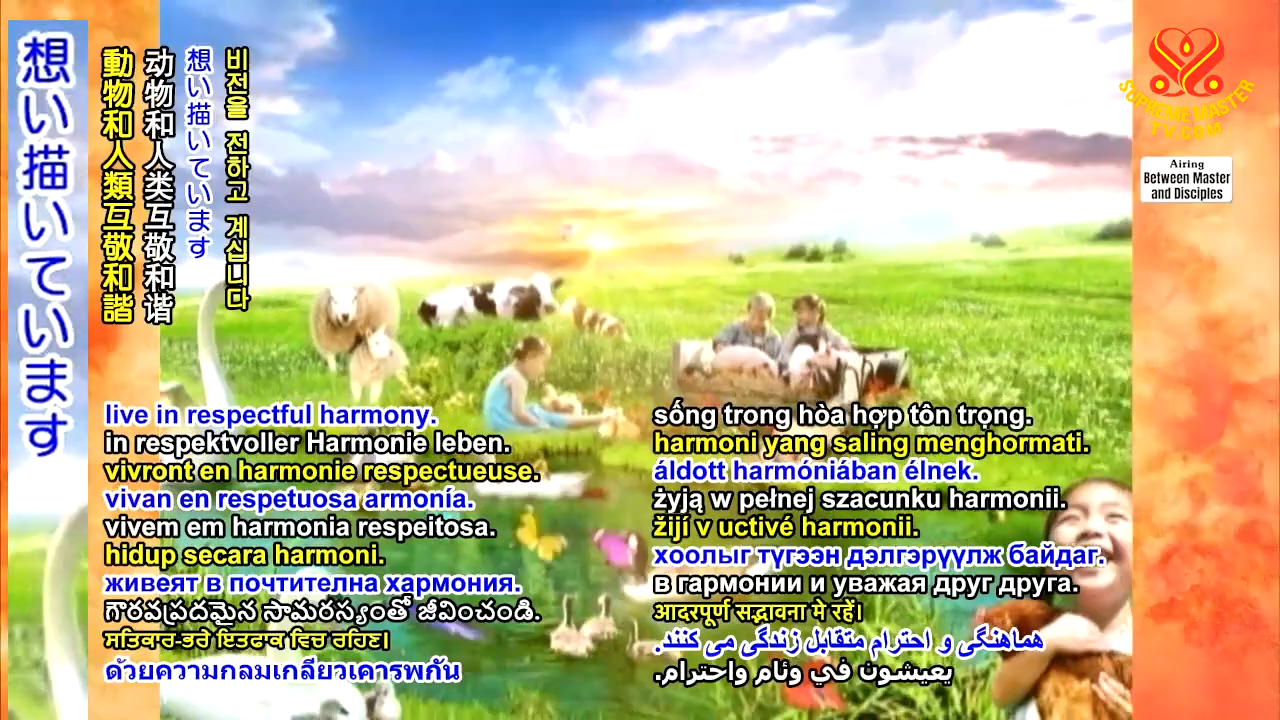 想い描いています
動物和人類互敬和諧
动物和人类互敬和谐
想い描いています
비전을 전하고 계십니다
SUPREME MASTER
TV.COM
Airing
Between Master
and Disciples
live in respectful harmony.
in respektvoller Harmonie leben.
vivront en harmonie respectueuse.
vivan en respetuosa armonía.
vivem em harmonia respeitosa.
hidup secara harmoni.
живеят в почтителна хармония.
గౌరవప్రదమైన సామరస్యంతో జీవించండి.
ਸਤਿਕਾਰ-ਭਰੇ ਇਤਫਾਕ ਵਿਚ ਰਹਿਣ।
ด้วยความกลมเกลียวเคารพกัน
sống trong hòa hợp tôn trọng.
harmoni yang saling menghormati.
áldott harmóniában élnek.
żyją w pełnej szacunku harmonii.
žijí v uctivé harmonii.
хоолыг түгээн дэлгэрүүлж байдаг.
в гармонии и уважая друг друга.
आदरपूर्ण सद्भावना मे रहें।
هماهنگی و احترام متقابل زندگی می کنند.
يعيشون في وئام واحترام.